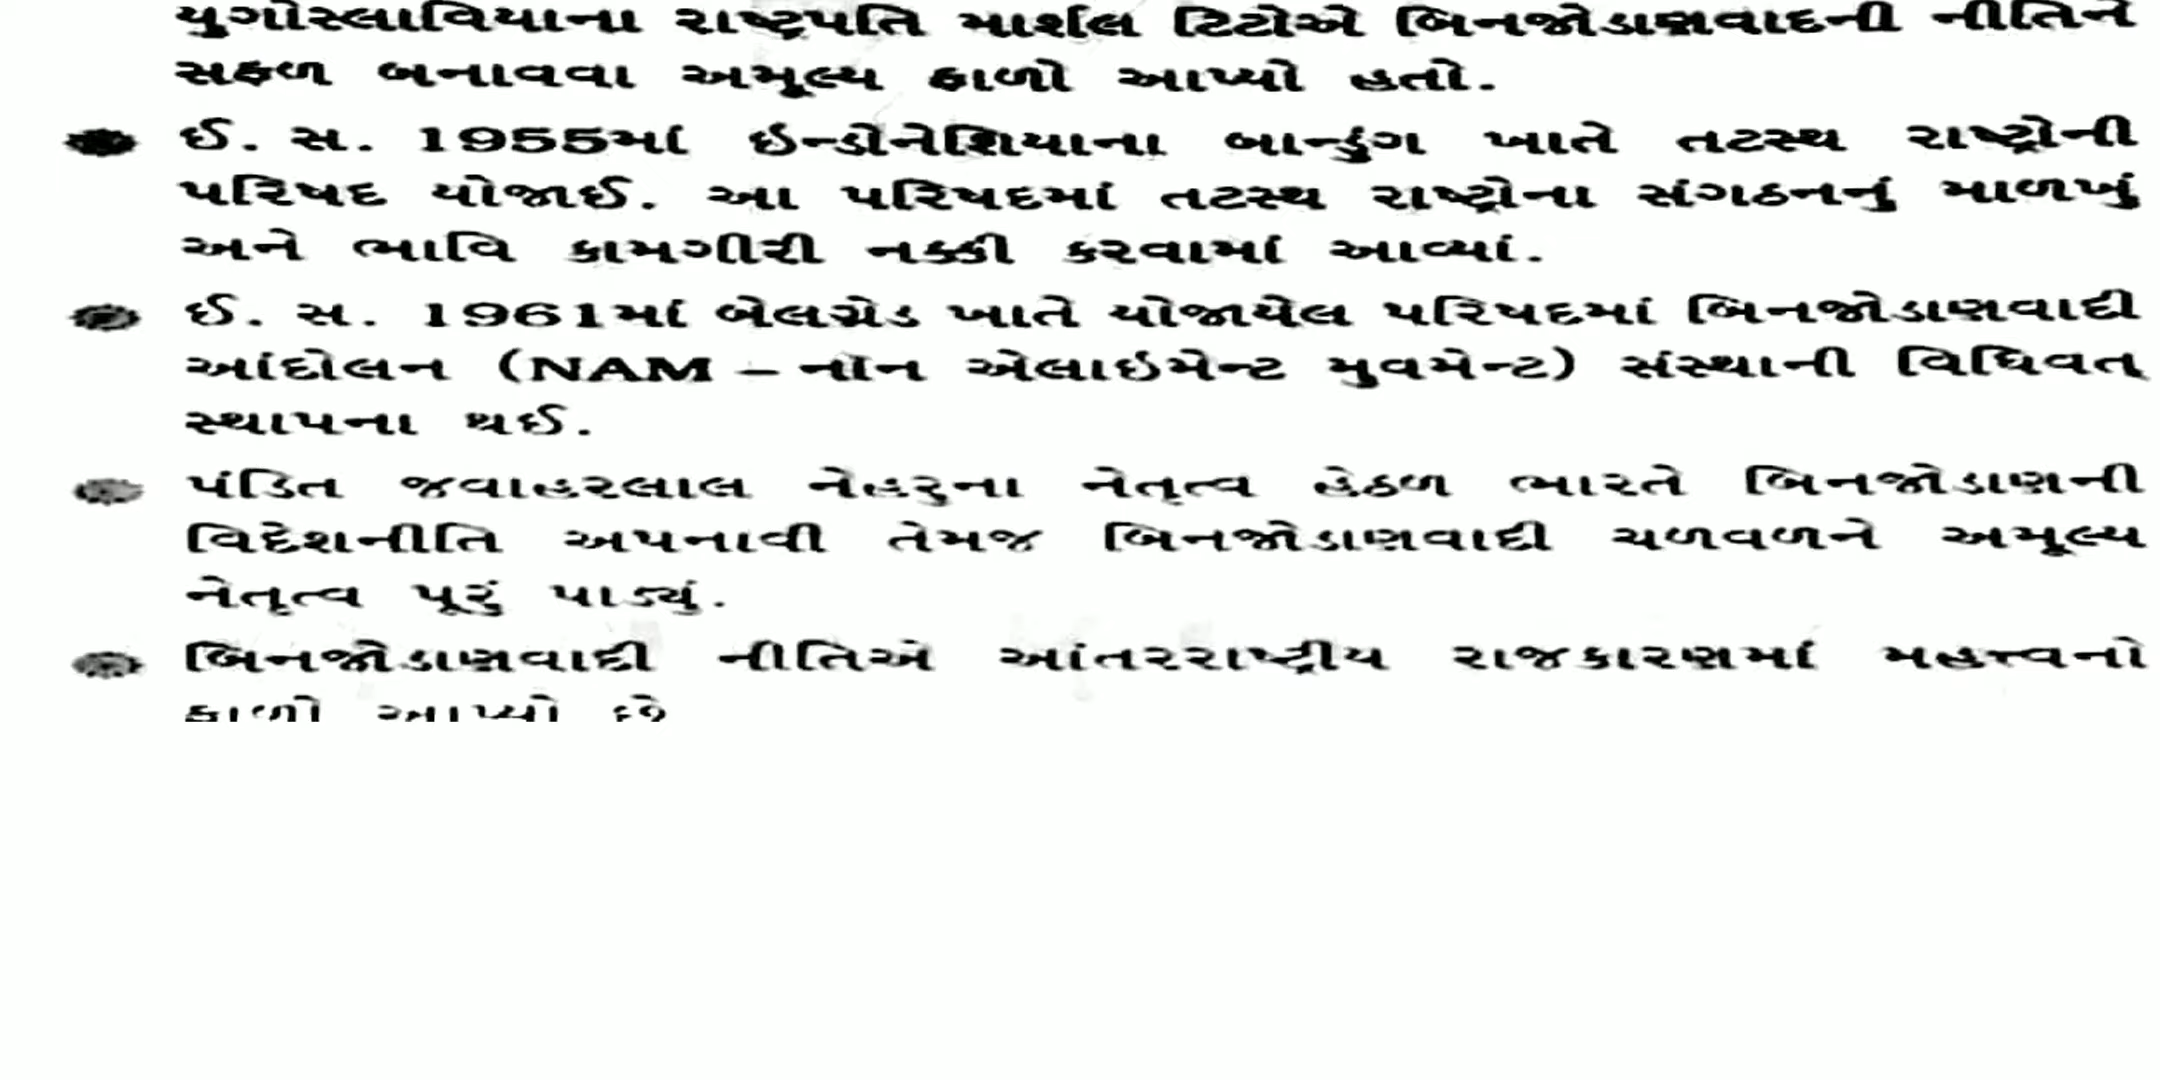 યુગોસ્લાવિયાના રાષ્ટ્રપતિ માર્શલ ટિટોએ બિનજોડાણવાદની નીતિને
સફળ બનાવવા અમૂલ્ય ફાળો આપ્યો હતો.
● ઈ. સ. 1955માં ઇન્ડોનેશિયાના બાન્ડુંગ ખાતે તટસ્થ રાષ્ટ્રોની
પરિષદ યોજાઈ. આ પરિષદમાં તટસ્થ રાષ્ટ્રોના સંગઠનનું માળખું
અને ભાવિ કામગીરી નક્કી કરવામાં આવ્યાં.
● ઈ. સ. 1961માં બેલગ્રેડ ખાતે યોજાયેલ પરિષદમાં બિનજોડાણવાદી
આંદોલન (NAM – નૉન એલાઇમેન્ટ મુવમેન્ટ) સંસ્થાની વિધિવત્
સ્થાપના થઈ.
● પંડિત જવાહરલાલ નેહરુના નેતૃત્વ હેઠળ ભારતે બિનજોડાણની
વિદેશનીતિ અપનાવી તેમજ બિનજોડાણવાદી ચળવળને અમૂલ્ય
નેતૃત્વ પૂરું પાડ્યું.
● બિનજોડાણવાદી નીતિએ આંતરરાષ્ટ્રીય રાજકારણમાં મહત્ત્વનો
ફાળો આપ્યો છે